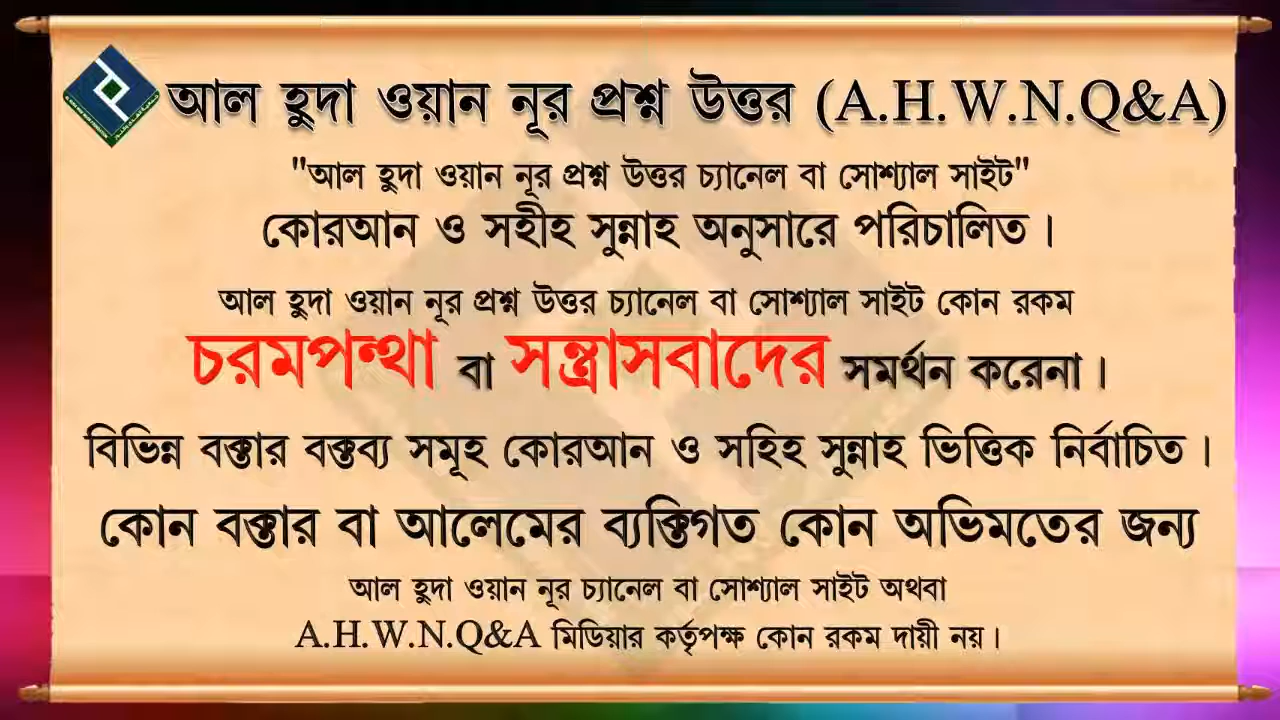 আল হুদা ওয়ান নূর প্রশ্ন উত্তর (A.H.W.N.Q&A)
"আল হুদা ওয়ান নূর প্রশ্ন উত্তর চ্যানেল বা সোশ্যাল সাইট"
কোরআন ও সহীহ সুন্নাহ অনুসারে পরিচালিত ।
আল হুদা ওয়ান নূর প্রশ্ন উত্তর চ্যানেল বা সোশ্যাল সাইট কোন রকম
চরমপন্থা বা সন্ত্রাসবাদের সমর্থন করেনা ।
বিভিন্ন বক্তার বক্তব্য সমূহ কোরআন ও সহিহ সুন্নাহ ভিত্তিক নির্বাচিত ।
কোন বক্তার বা আলেমের ব্যক্তিগত কোন অভিমতের জন্য
আল হুদা ওয়ান নূর চ্যানেল বা সোশ্যাল সাইট অথবা
A.H.W.N.Q&A মিডিয়ার কর্তৃপক্ষ কোন রকম দায়ী নয় ।